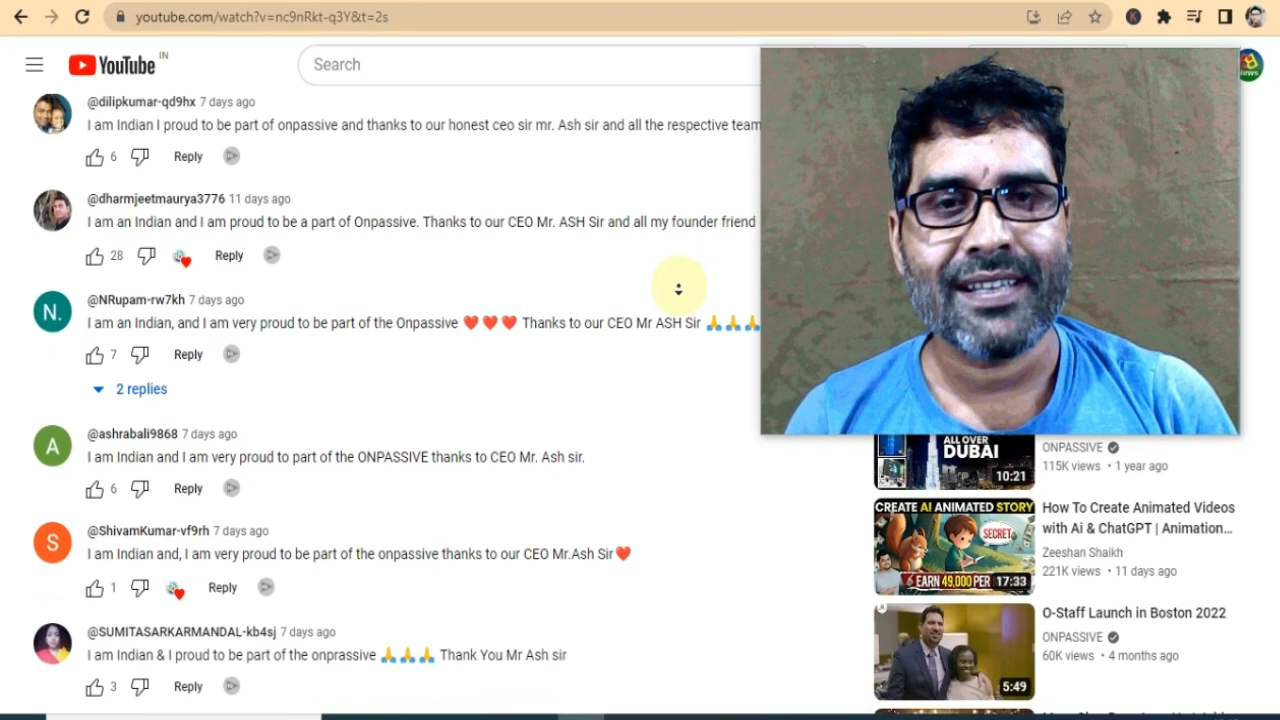 youtube.com/watch?v=nc9nRkt-q3Y&t=2s
YouTube IN
Search
@dilipkumar-qd9hx 7 days ago
I am Indian I proud to be part of onpassive and thanks to our honest ceo sir mr. Ash sir and all the respective team
6 Reply
@dharmjeetmaurya3776 11 days ago
I am an Indian and I am proud to be a part of Onpassive. Thanks to our CEO Mr. ASH Sir and all my founder friend
28 Reply
N.
@NRupam-rw7kh 7 days ago
I am an Indian, and I am very proud to be part of the Onpassive ❤️❤️❤️ Thanks to our CEO Mr ASH Sir 🙏🙏🙏
7 Reply
2 replies
A
@ashrabali9868 7 days ago
I am Indian and I am very proud to part of the ONPASSIVE thanks to CEO Mr. Ash sir.
6 Reply
S
@ShivamKumar-vf9rh 7 days ago
I am Indian and, I am very proud to be part of the onpassive thanks to our CEO Mr.Ash Sir❤️
1 Reply
@SUMITASARKARMANDAL-kb4sj 7 days ago
I am Indian & I proud to be part of the onprassive 🙏🙏🙏 Thank You Mr Ash sir
3 Reply
ALL OVER
DUBAI
10:21
ONPASSIVE
115K views • 1 year ago
CREATE AI ANIMATED STORY
SECRET
EARN 49,000 PER
17:33
How To Create Animated Videos
with Ai & ChatGPT | Animation...
Zeeshan Shaikh
221K views • 11 days ago
5:49
O-Staff Launch in Boston 2022
ONPASSIVE
60K views • 4 months ago